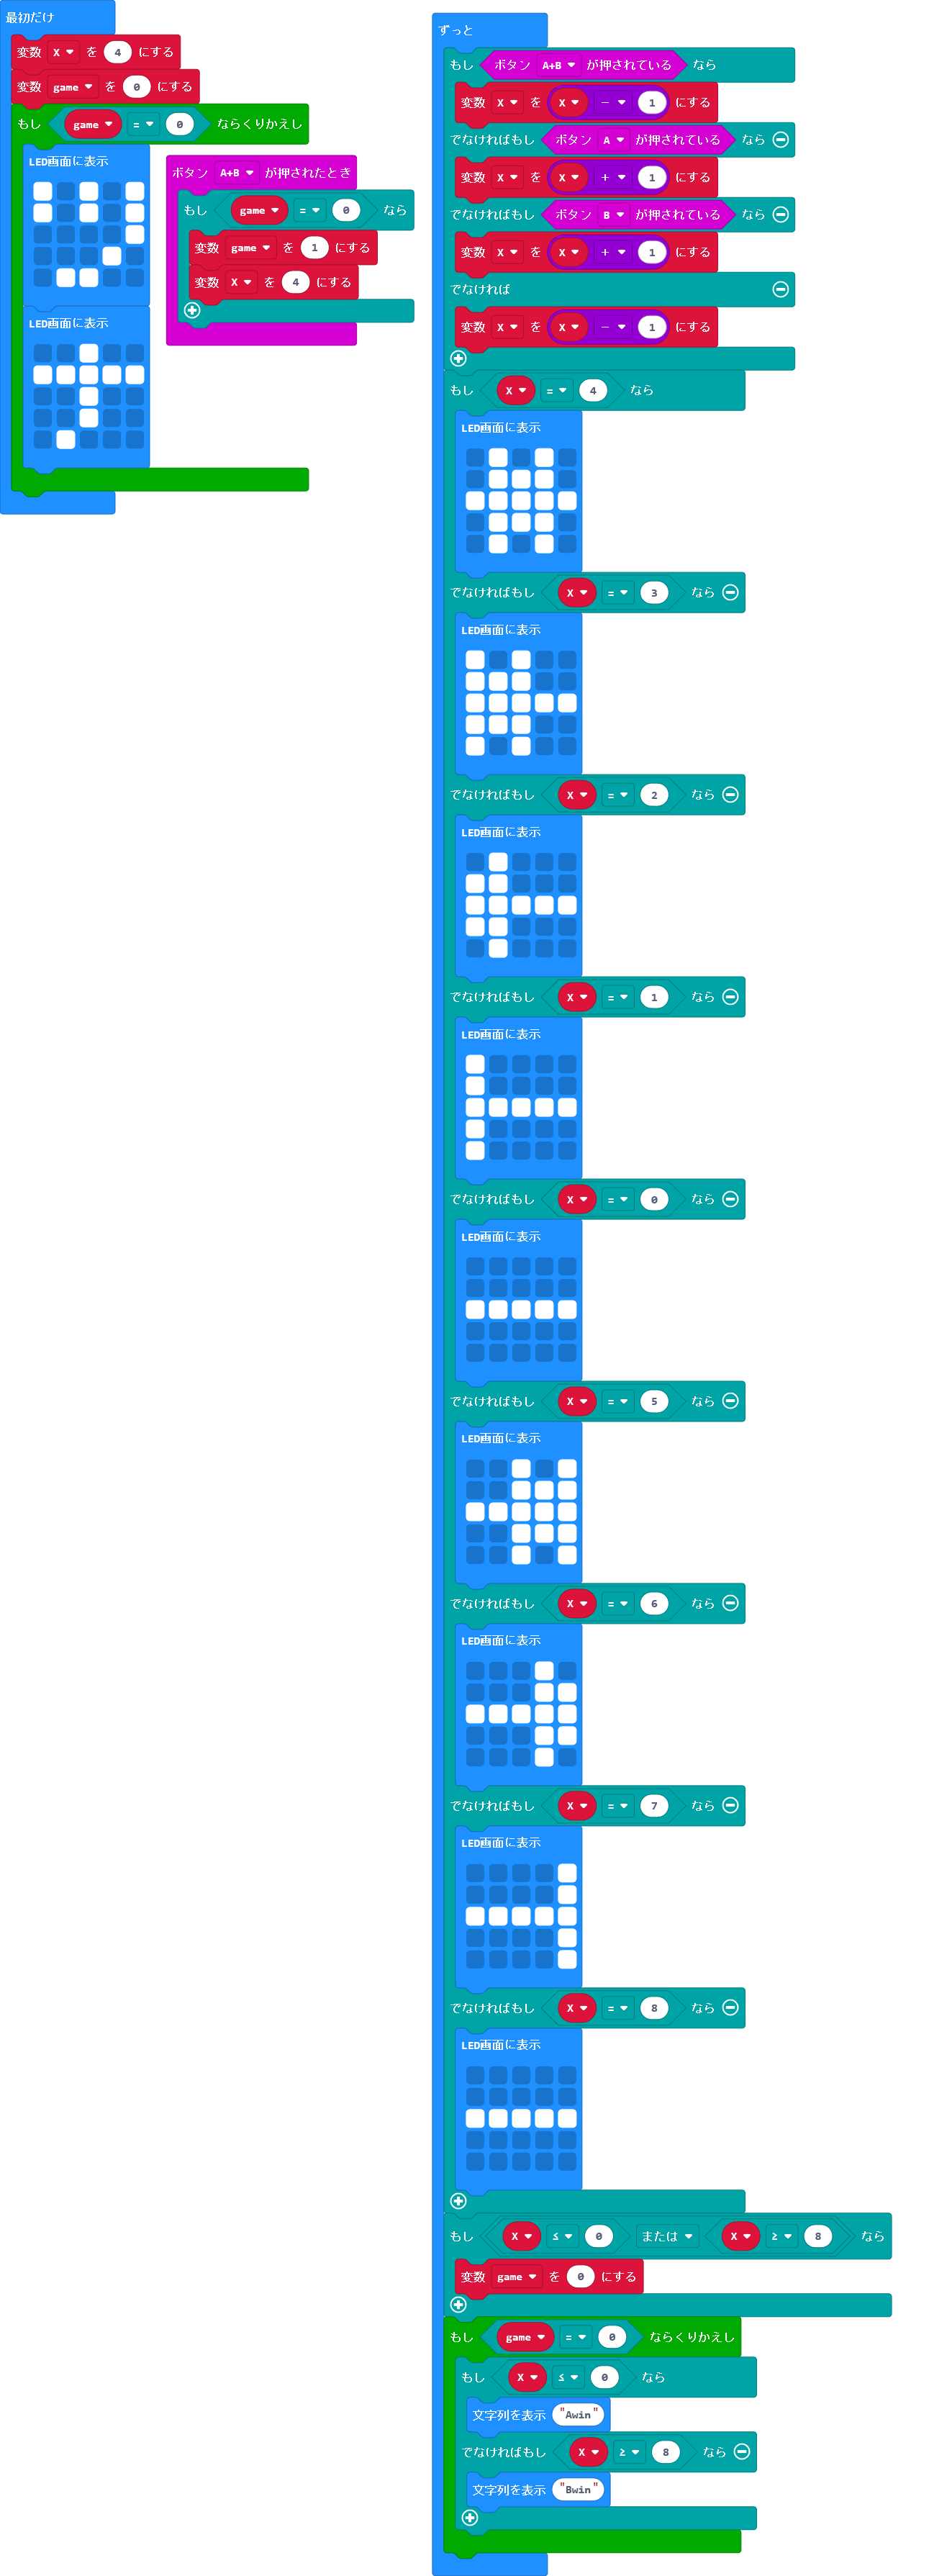 最初だけ
変数 X を 4 にする
変数 game を 0 にする
もし game = 0 ならくりかえし
LED画面に表示
LED画面に表示
ボタン A+B が押されたとき
もし game = 0 なら
変数 game を 1 にする
変数 X を 4 にする
ずっと
もし ボタン A+B が押されている なら
変数 X を X - 1 にする
でなければもし ボタン A が押されている なら
変数 X を X + 1 にする
でなければもし ボタン B が押されている なら
変数 X を X + 1 にする
でなければ
変数 X を X - 1 にする
もし X = 4 なら
LED画面に表示
でなければもし X = 3 なら
LED画面に表示
でなければもし X = 2 なら
LED画面に表示
でなければもし X = 1 なら
LED画面に表示
でなければもし X = 0 なら
LED画面に表示
でなければもし X = 5 なら
LED画面に表示
でなければもし X = 6 なら
LED画面に表示
でなければもし X = 7 なら
LED画面に表示
でなければもし X = 8 なら
LED画面に表示
もし X ≤ 0 または X ≥ 8 なら
変数 game を 0 にする
もし game = 0 ならくりかえし
もし X ≤ 0 なら
文字列を表示 "Awin"
でなければもし X ≥ 8 なら
文字列を表示 "Bwin"